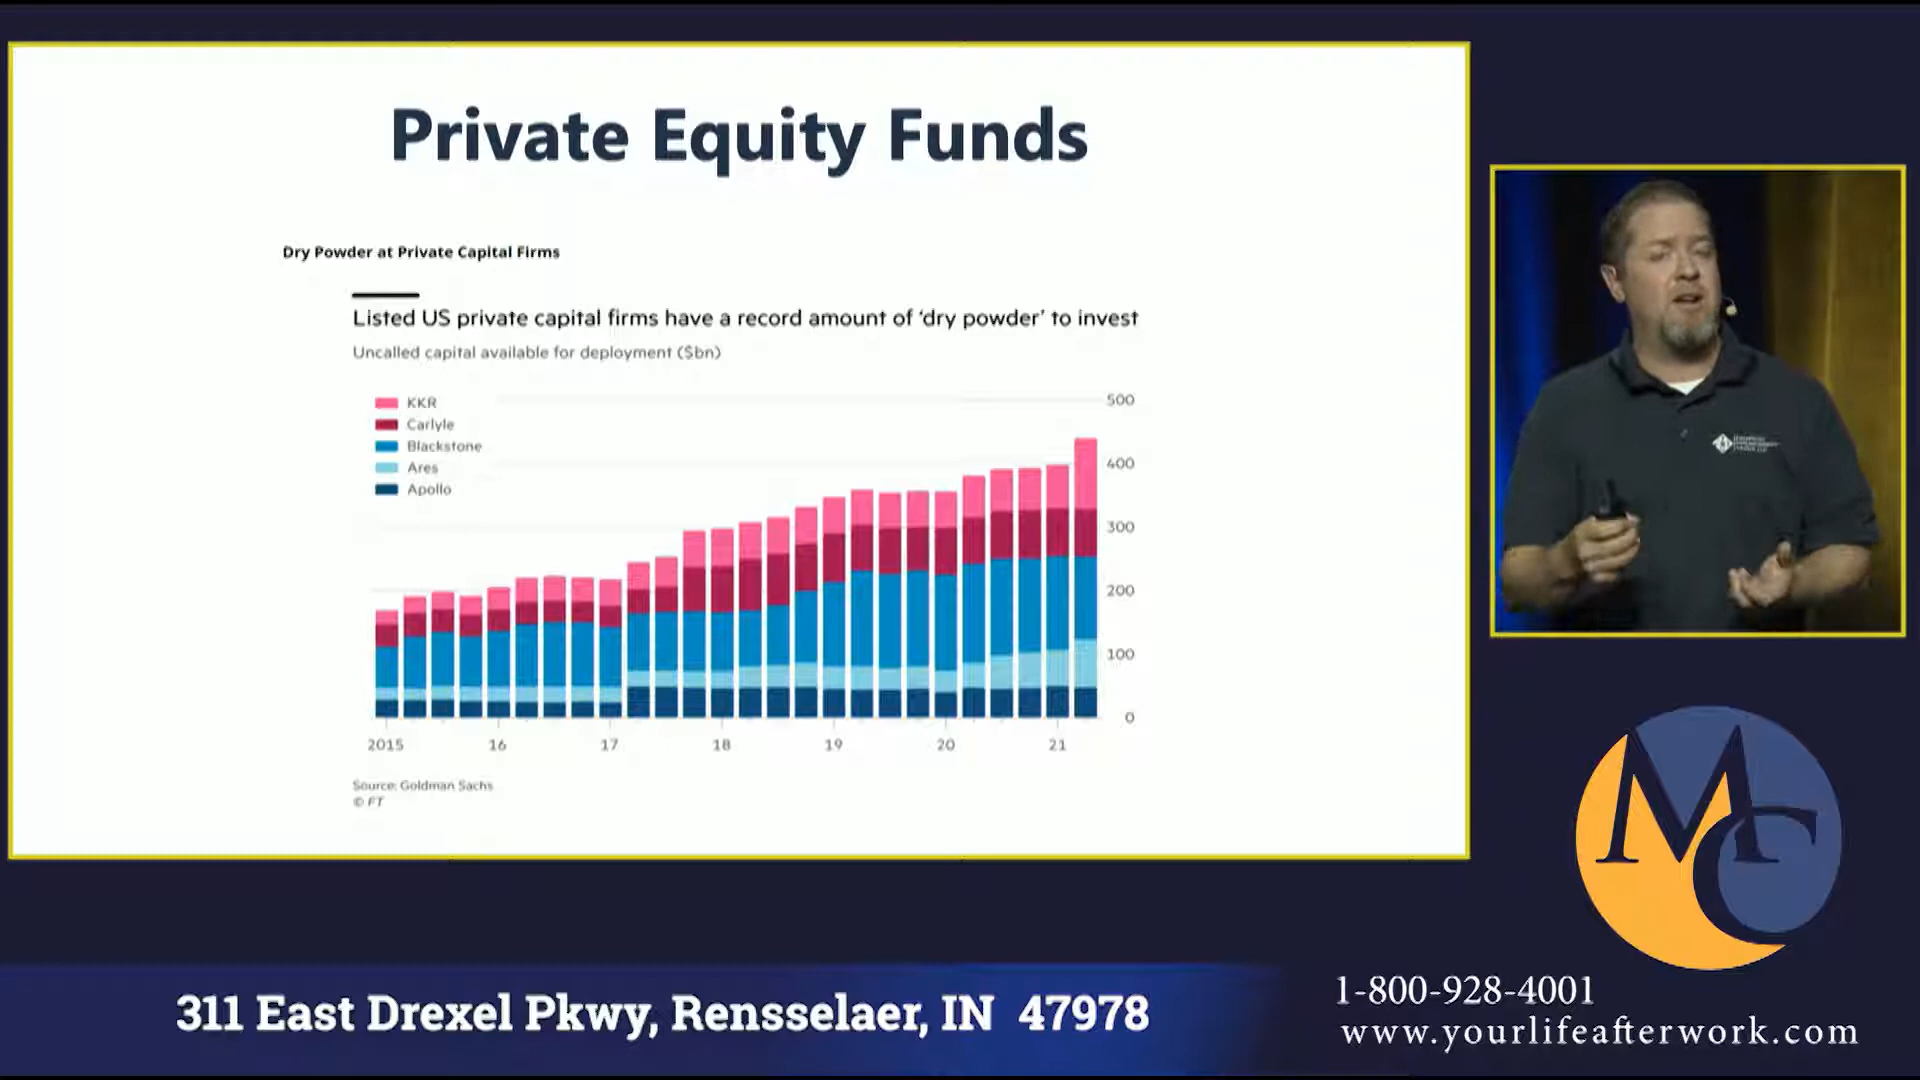 Private Equity Funds
Dry Powder at Private Capital Firms
Listed US private capital firms have a record amount of ‘dry powder’ to invest
Uncalled capital available for deployment ($bn)
KKR
Carlyle
Blackstone
Ares
Apollo
500
400
300
200
100
0
2015 16 17 18 19 20 21
Source: Goldman Sachs
© FT
MC
311 East Drexel Pkwy, Rensselaer, IN 47978
1-800-928-4001
www.yourlifeafterwork.com